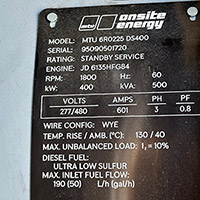 mtu onsite energy
MODEL: MTU 6R0225 DS400
SERIAL: 95090501720
RATING: STANDBY SERVICE
ENGINE: JD 6135HFG84
RPM: 1800 Hz: 60
kW: 400 kVA: 500
VOLTS AMPS PH PF
277/480 601 3 0.8
WIRE CONFIG: WYE
TEMP. RISE / AMB. (°C): 130 / 40
MAX. UNBALANCED LOAD: I₂ = 10%
DIESEL FUEL:
ULTRA LOW SULFUR
MAX. INLET FUEL FLOW:
190 (50) L/h (gal/h)